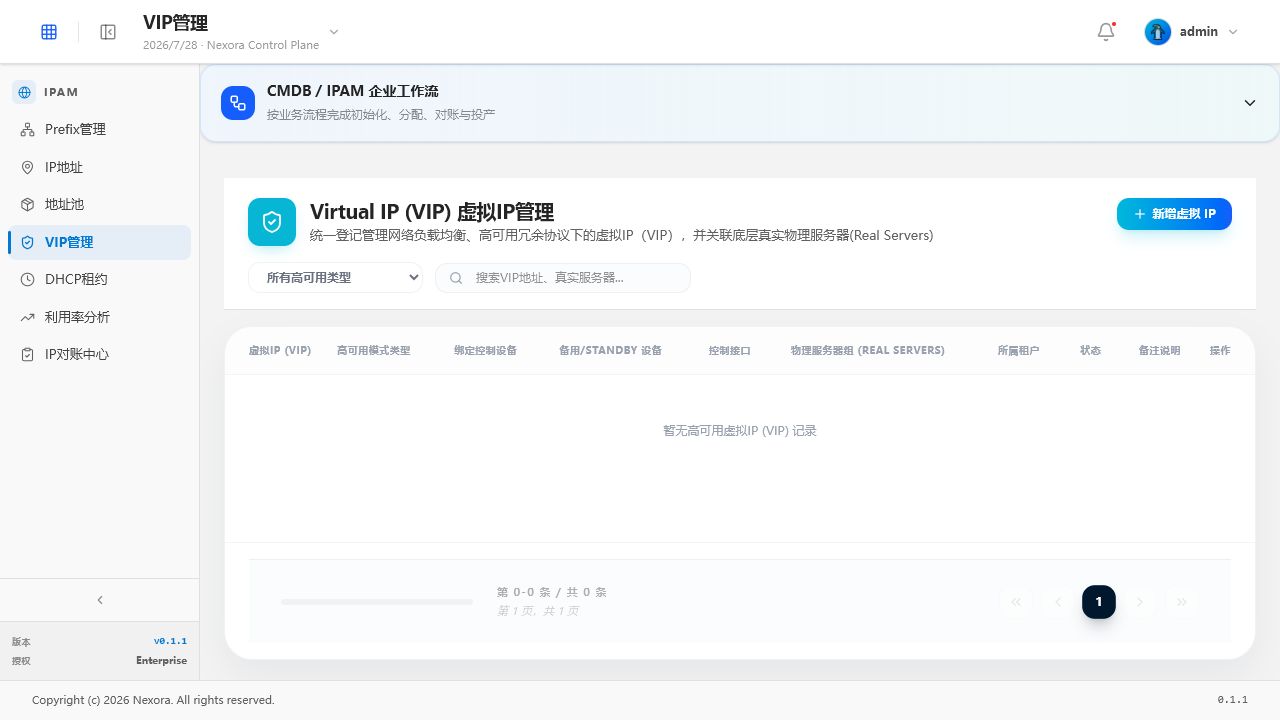 VIP管理
2026/7/28 · Nexora Control Plane
admin
IPAM
Prefix管理
IP地址
地址池
VIP管理
DHCP租约
利用率分析
IP对账中心
版本 v0.1.1
授权 Enterprise
CMDB / IPAM 企业工作流
按业务流程完成初始化、分配、对账与投产
Virtual IP (VIP) 虚拟IP管理
统一登记管理网络负载均衡、高可用冗余协议下的虚拟IP（VIP），并关联底层真实物理服务器(Real Servers)
新增虚拟 IP
所有高可用类型
搜索VIP地址、真实服务器...
虚拟IP (VIP) 高可用模式类型 绑定控制设备 备用/STANDBY 设备 控制接口 物理服务器组 (REAL SERVERS) 所属租户 状态 备注说明 操作
暂无高可用虚拟IP (VIP) 记录
第 0-0 条 / 共 0 条
第 1 页，共 1 页
« ‹ 1 › »
Copyright (c) 2026 Nexora. All rights reserved.
0.1.1